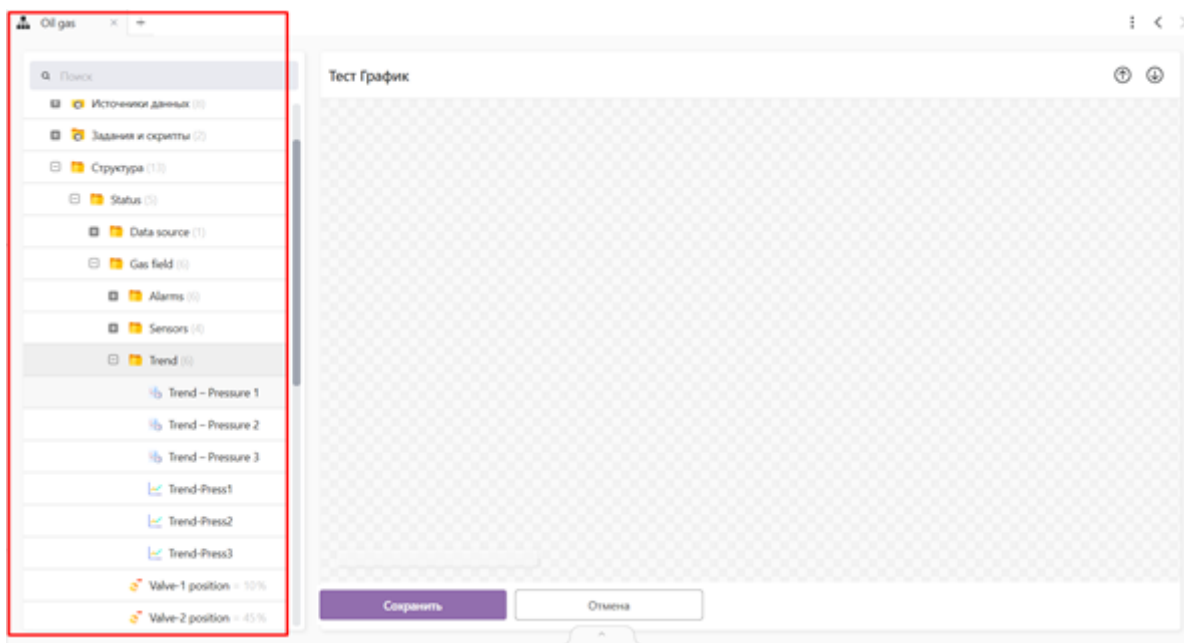 Oil gas
Поиск
Источники данных (8)
Задания и скрипты (2)
Структура (13)
Status (5)
Data source (1)
Gas field (6)
Alarms (6)
Sensors (4)
Trend (6)
Trend – Pressure 1
Trend – Pressure 2
Trend – Pressure 3
Trend-Press1
Trend-Press2
Trend-Press3
Valve-1 position = 10%
Valve-2 position = 45%
Тест График
Сохранить
Отмена